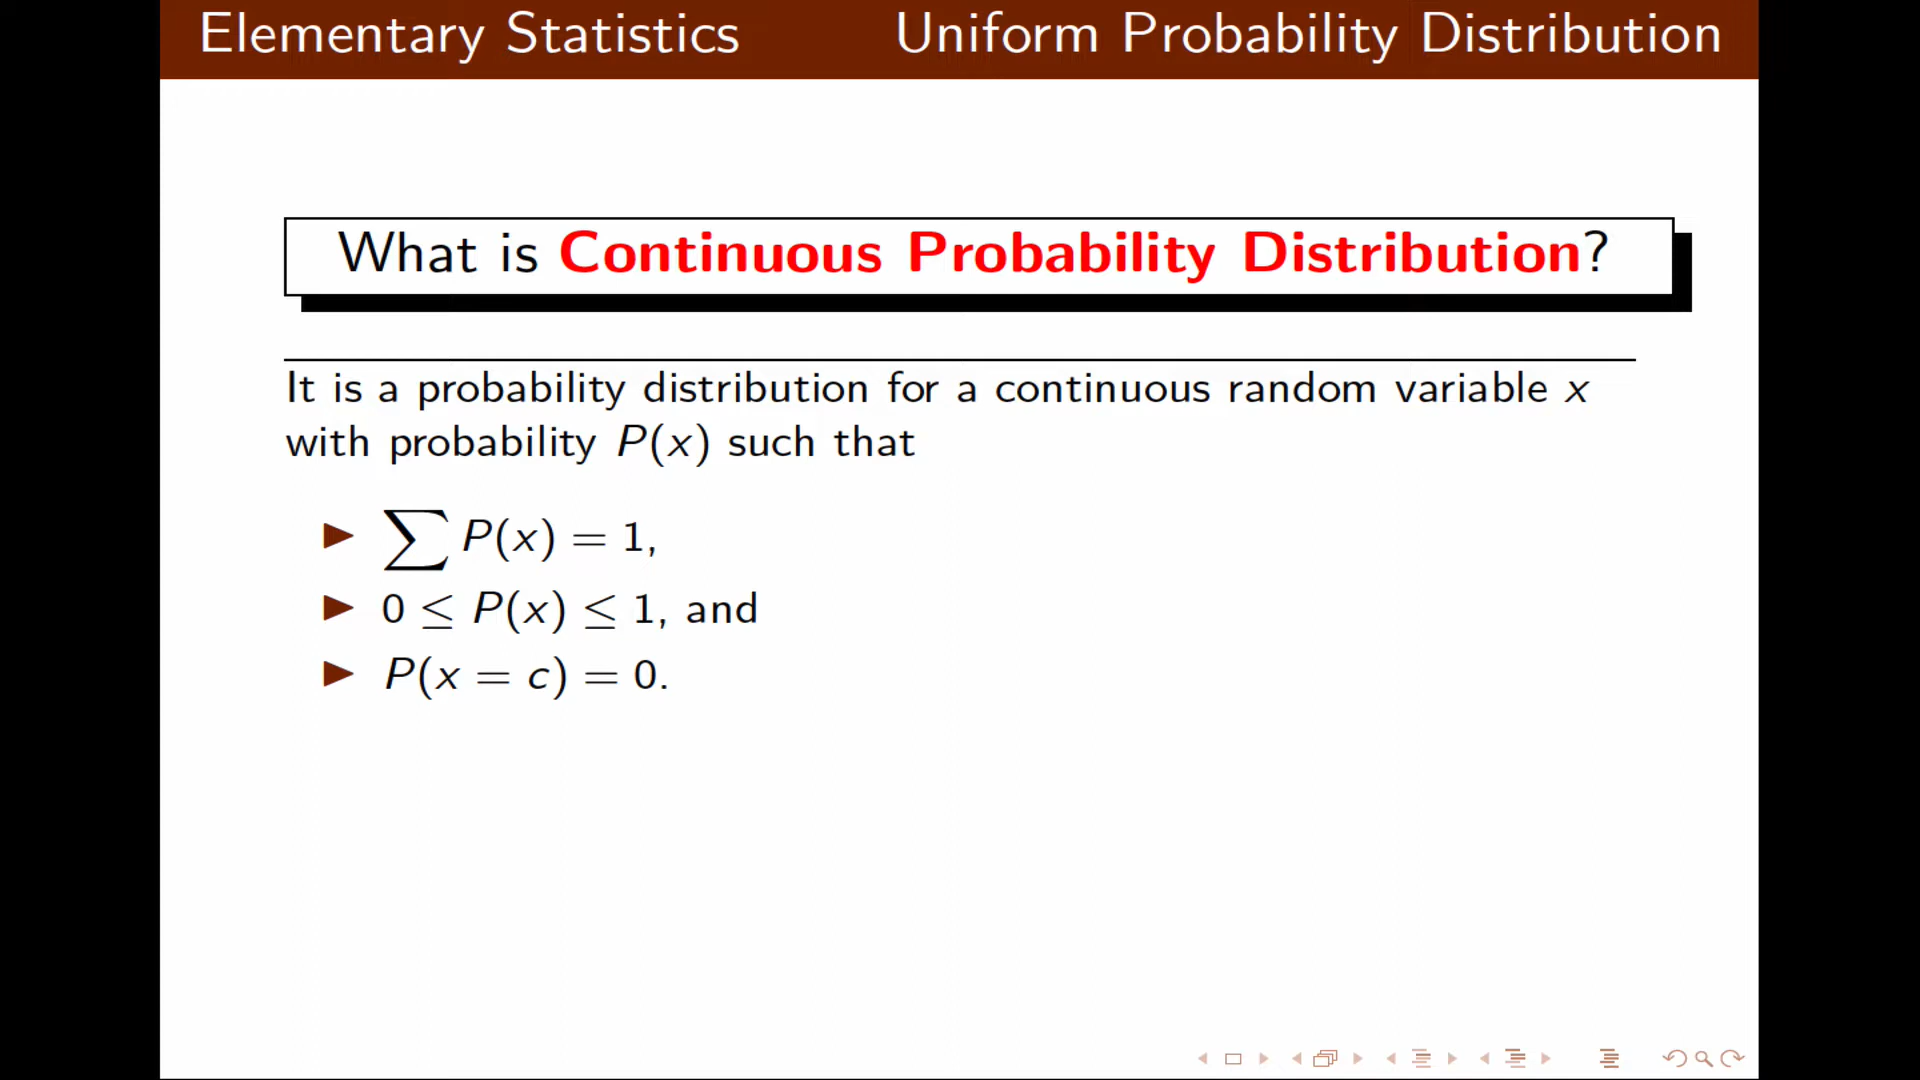 Elementary Statistics Uniform Probability Distribution
What is Continuous Probability Distribution?
It is a probability distribution for a continuous random variable x
with probability P(x) such that
▶ ∑ P(x) = 1,
▶ 0 ≤ P(x) ≤ 1, and
▶ P(x = c) = 0.